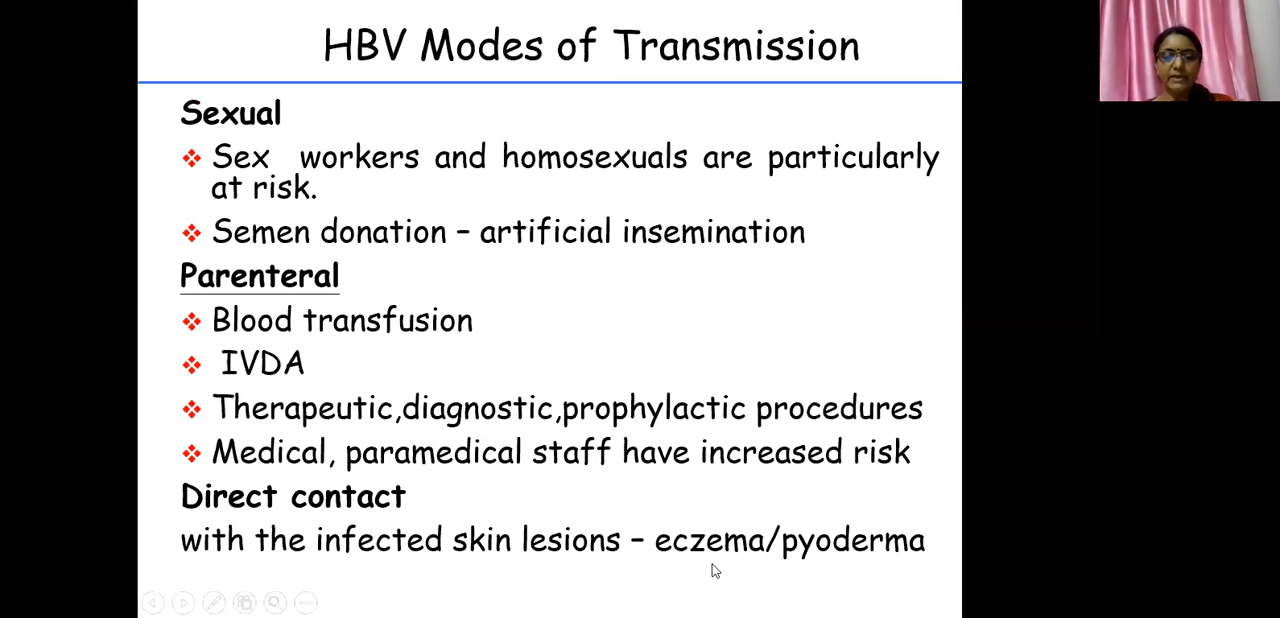 HBV Modes of Transmission
Sexual
❖ Sex workers and homosexuals are particularly
at risk.
❖ Semen donation – artificial insemination
Parenteral
❖ Blood transfusion
❖ IVDA
❖ Therapeutic,diagnostic,prophylactic procedures
❖ Medical, paramedical staff have increased risk
Direct contact
with the infected skin lesions – eczema/pyoderma